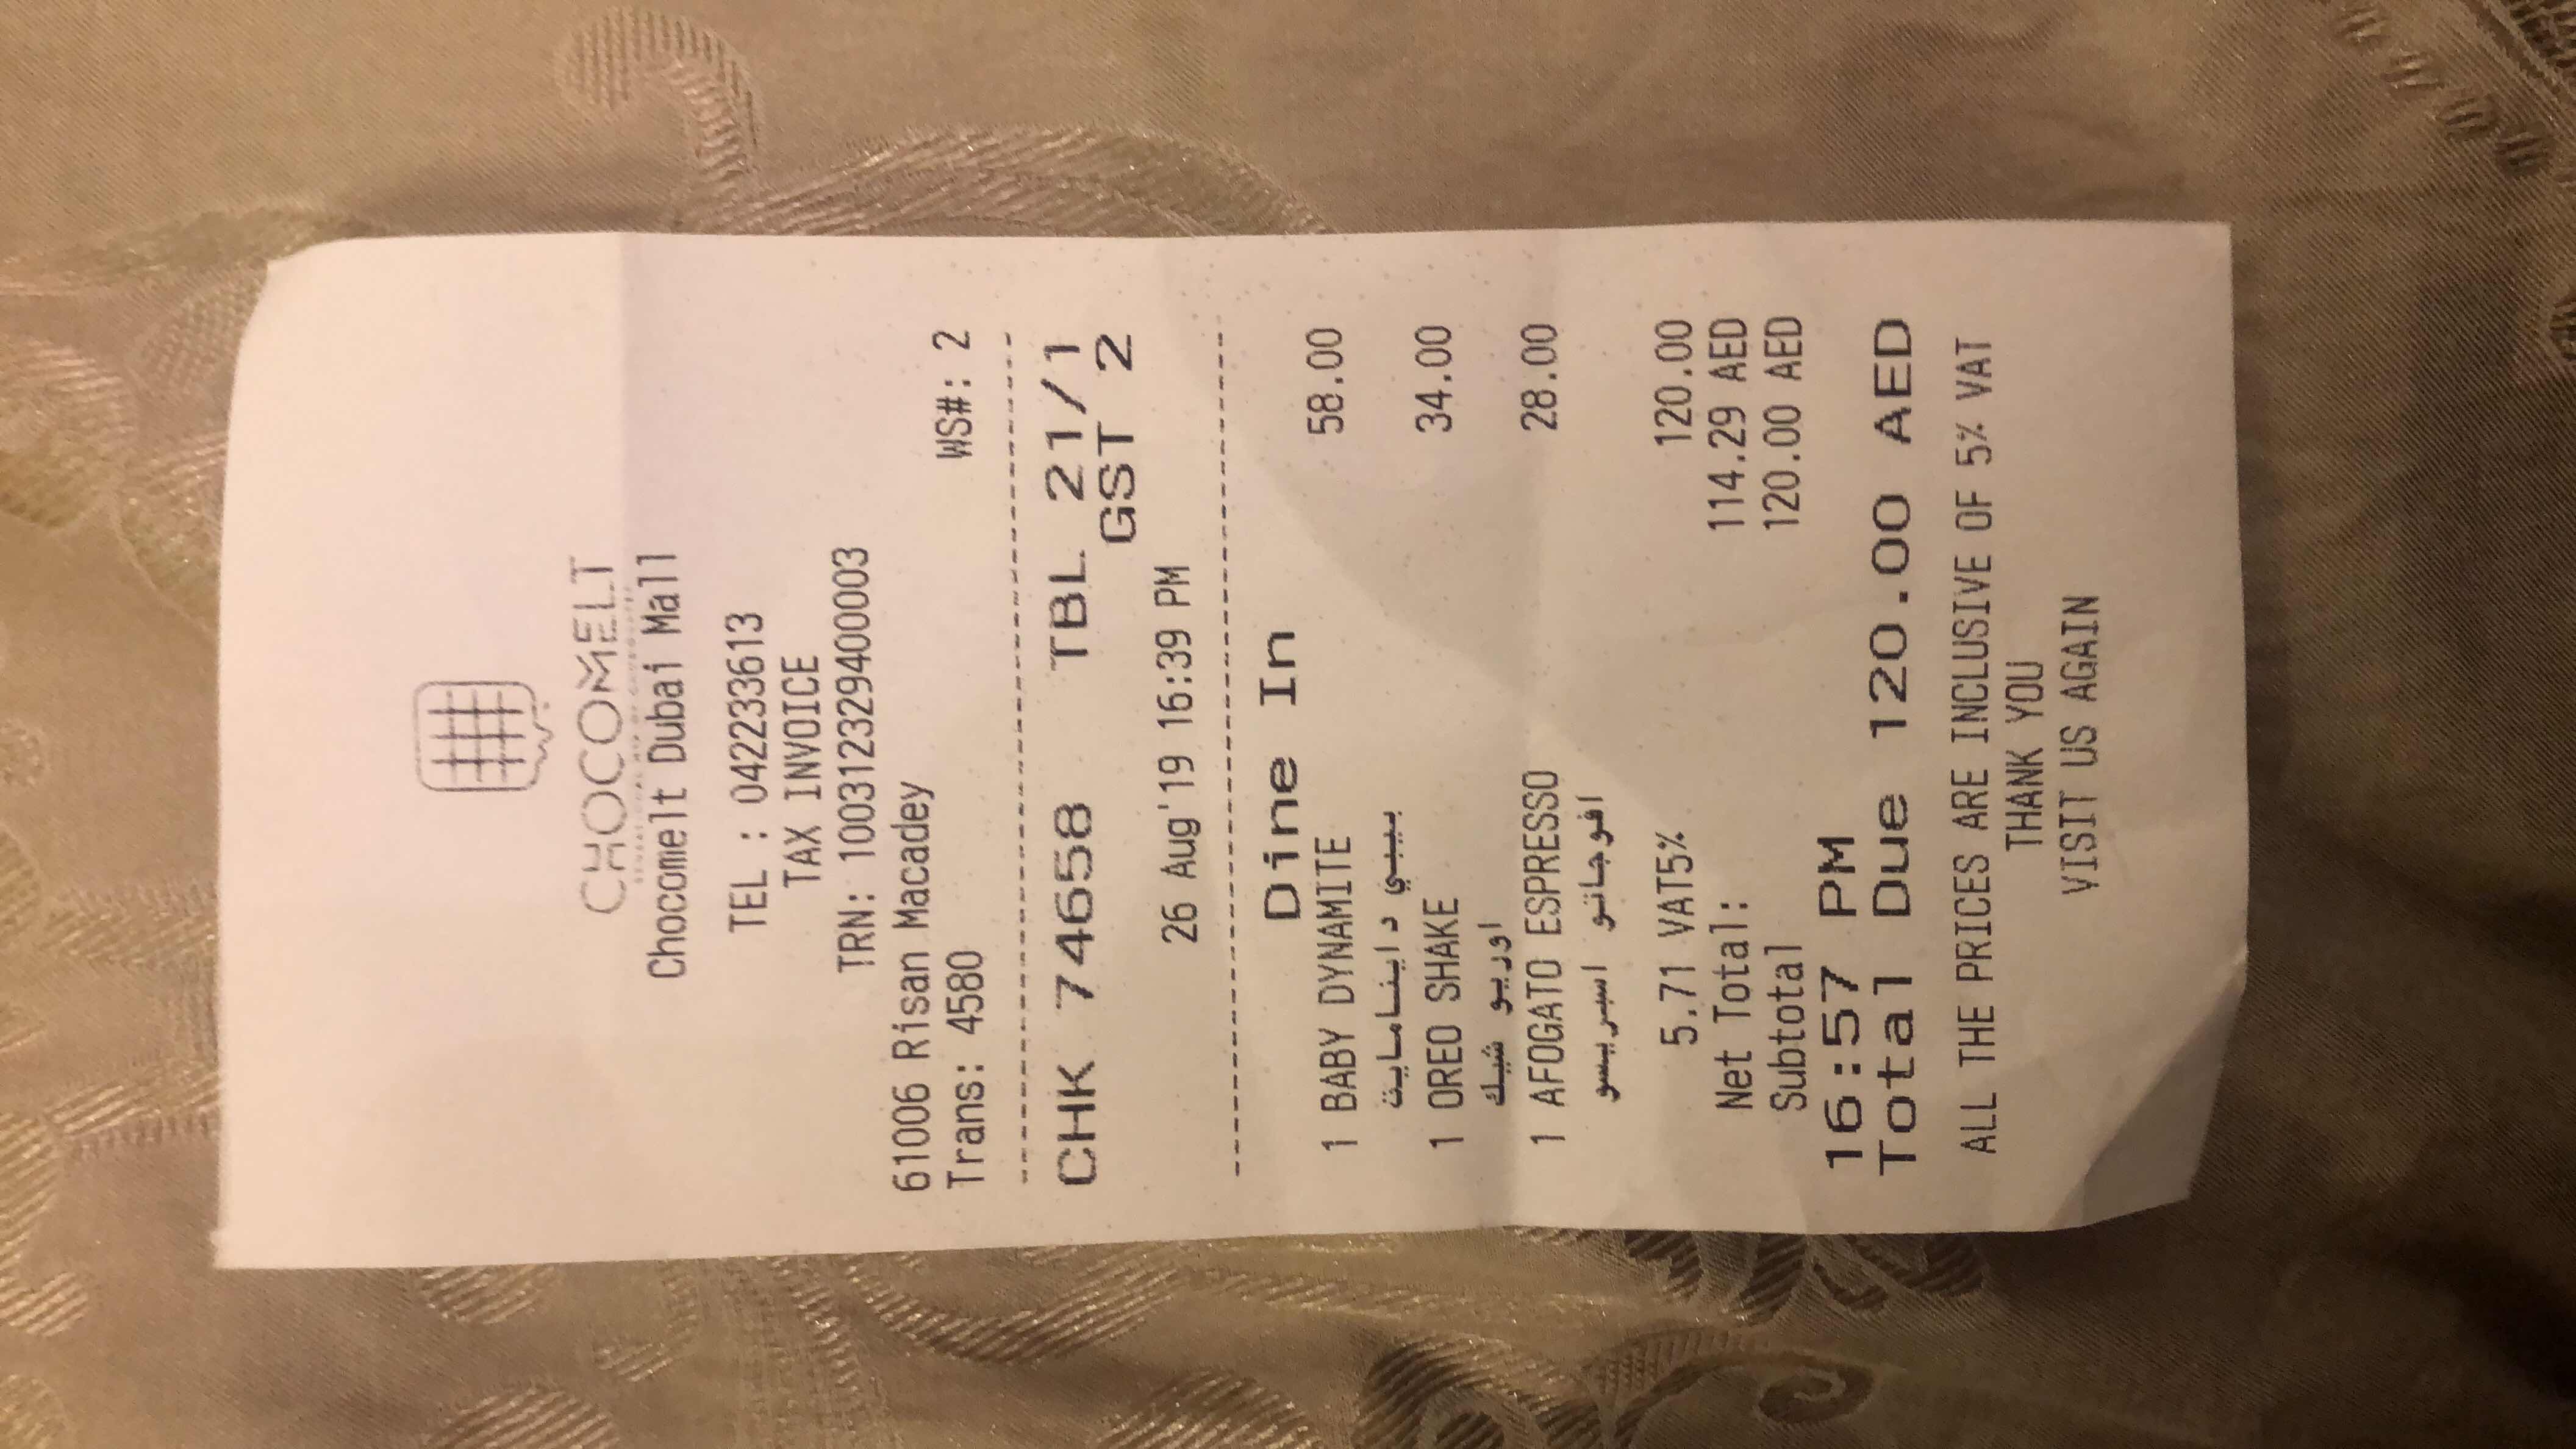 CHOCOMELT
Chocomelt Dubai Mall
TEL : 042233613
TAX INVOICE
TRN: 100312329400003
61006 Risan Macadey
Trans: 4580 WS#: 2
CHK 74658 TBL 21/1
GST 2
26 Aug'19 16:39 PM
Dine In
1 BABY DYNAMITE 58.00
بيبي داينامايت
1 OREO SHAKE 34.00
اوريو شيك
1 AFOGATO ESPRESSO 28.00
افوجاتو اسبريسو
5.71 VAT5% 120.00
Net Total: 114.29 AED
Subtotal 120.00 AED
16:57 PM
Total Due 120.00 AED
ALL THE PRICES ARE INCLUSIVE OF 5% VAT
THANK YOU
VISIT US AGAIN